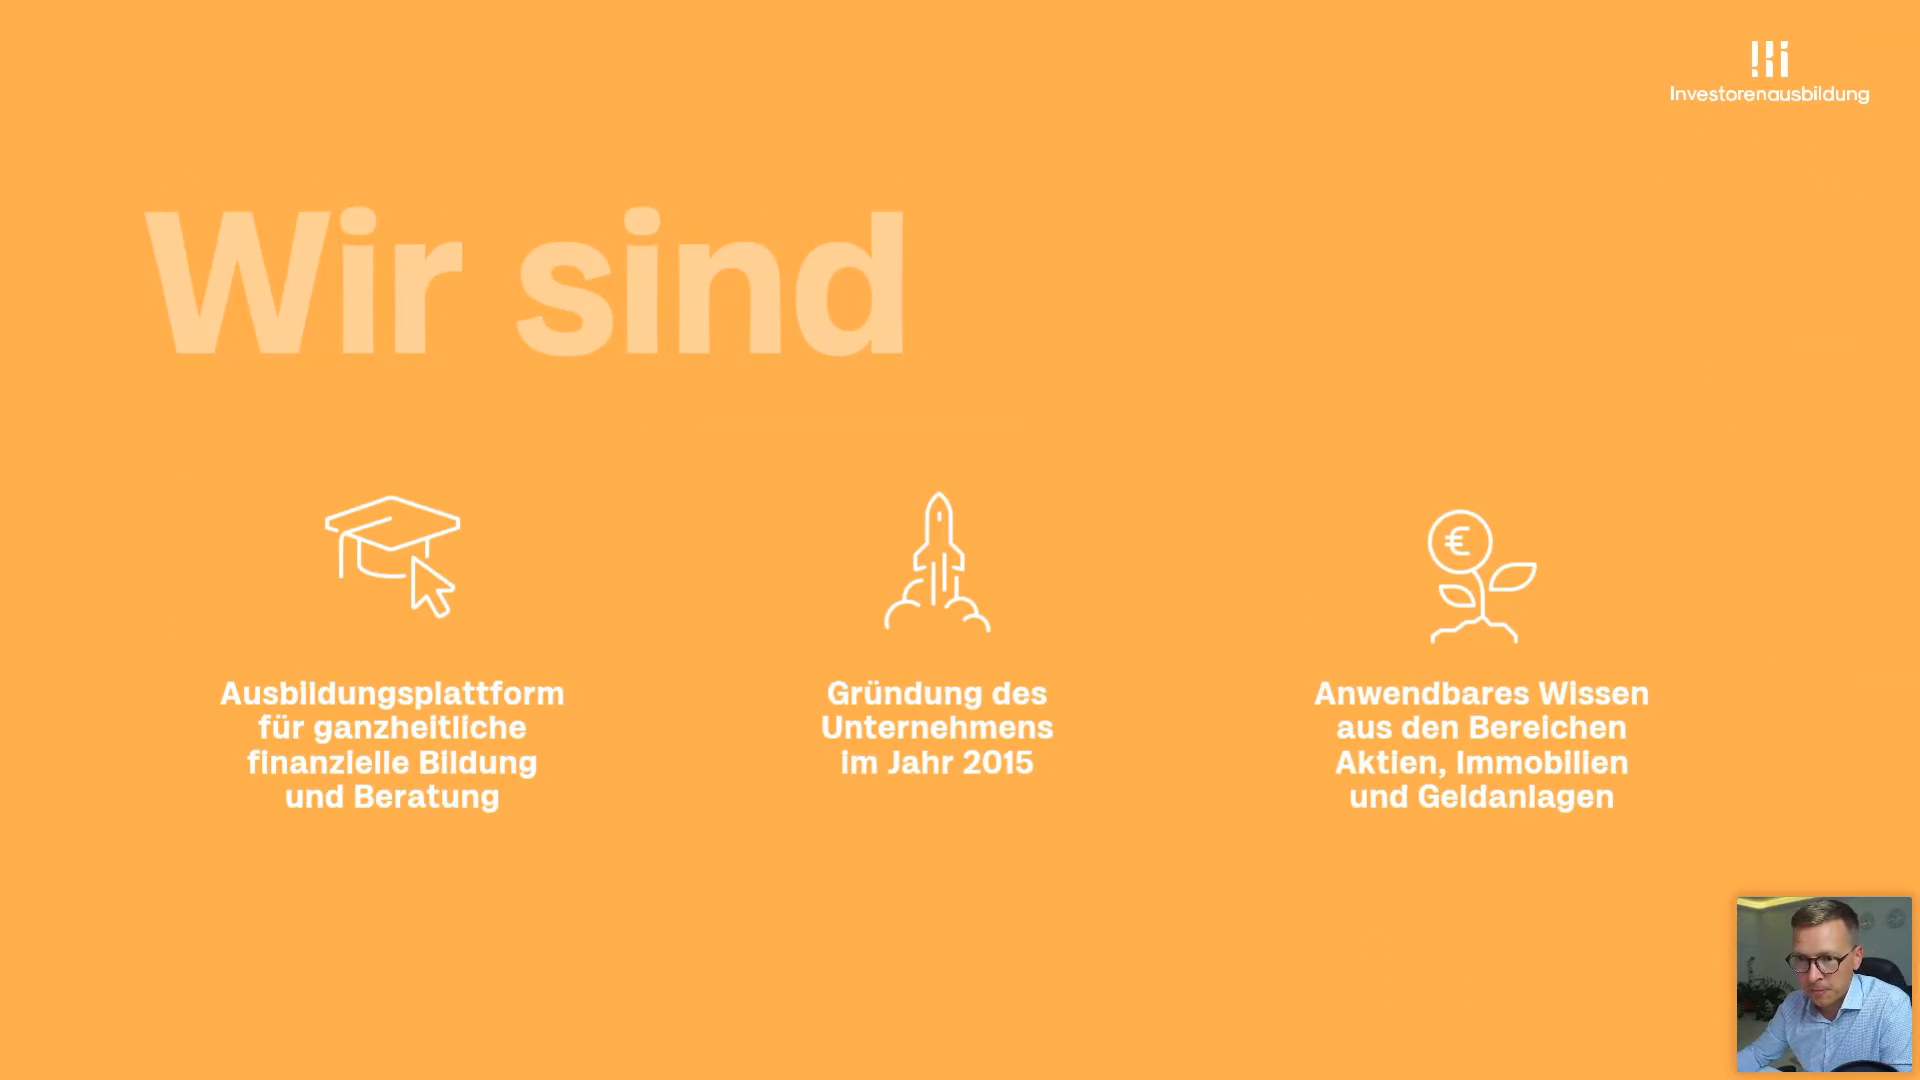 Investorenausbildung
Wir sind
Ausbildungsplattform
für ganzheitliche
finanzielle Bildung
und Beratung
Gründung des
Unternehmens
im Jahr 2015
€
Anwendbares Wissen
aus den Bereichen
Aktien, Immobilien
und Geldanlagen